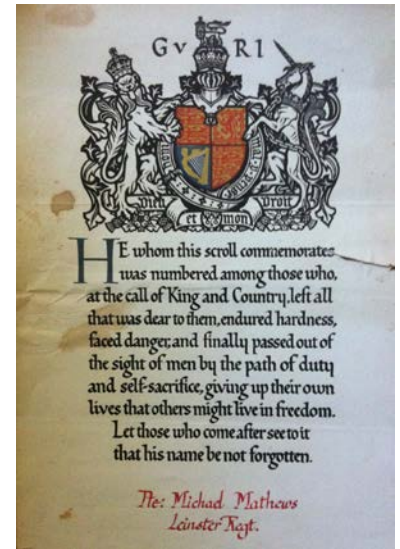 G V R I
Dieu et mon Droit
HE whom this scroll commemorates
was numbered among those who,
at the call of King and Country, left all
that was dear to them, endured hardness,
faced danger, and finally passed out of
the sight of men by the path of duty
and self-sacrifice, giving up their own
lives that others might live in freedom.
Let those who come after see to it
that his name be not forgotten.
Pte: Michael Mathews
Leinster Regt.